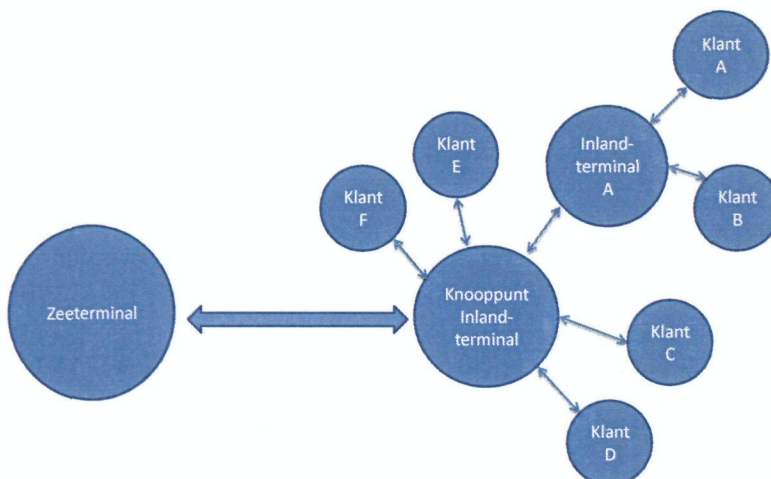 Klant
A
Inland-
terminal
A
Klant
B
Klant
E
Klant
F
Zeeterminal
Knooppunt
Inland-
terminal
Klant
C
Klant
D